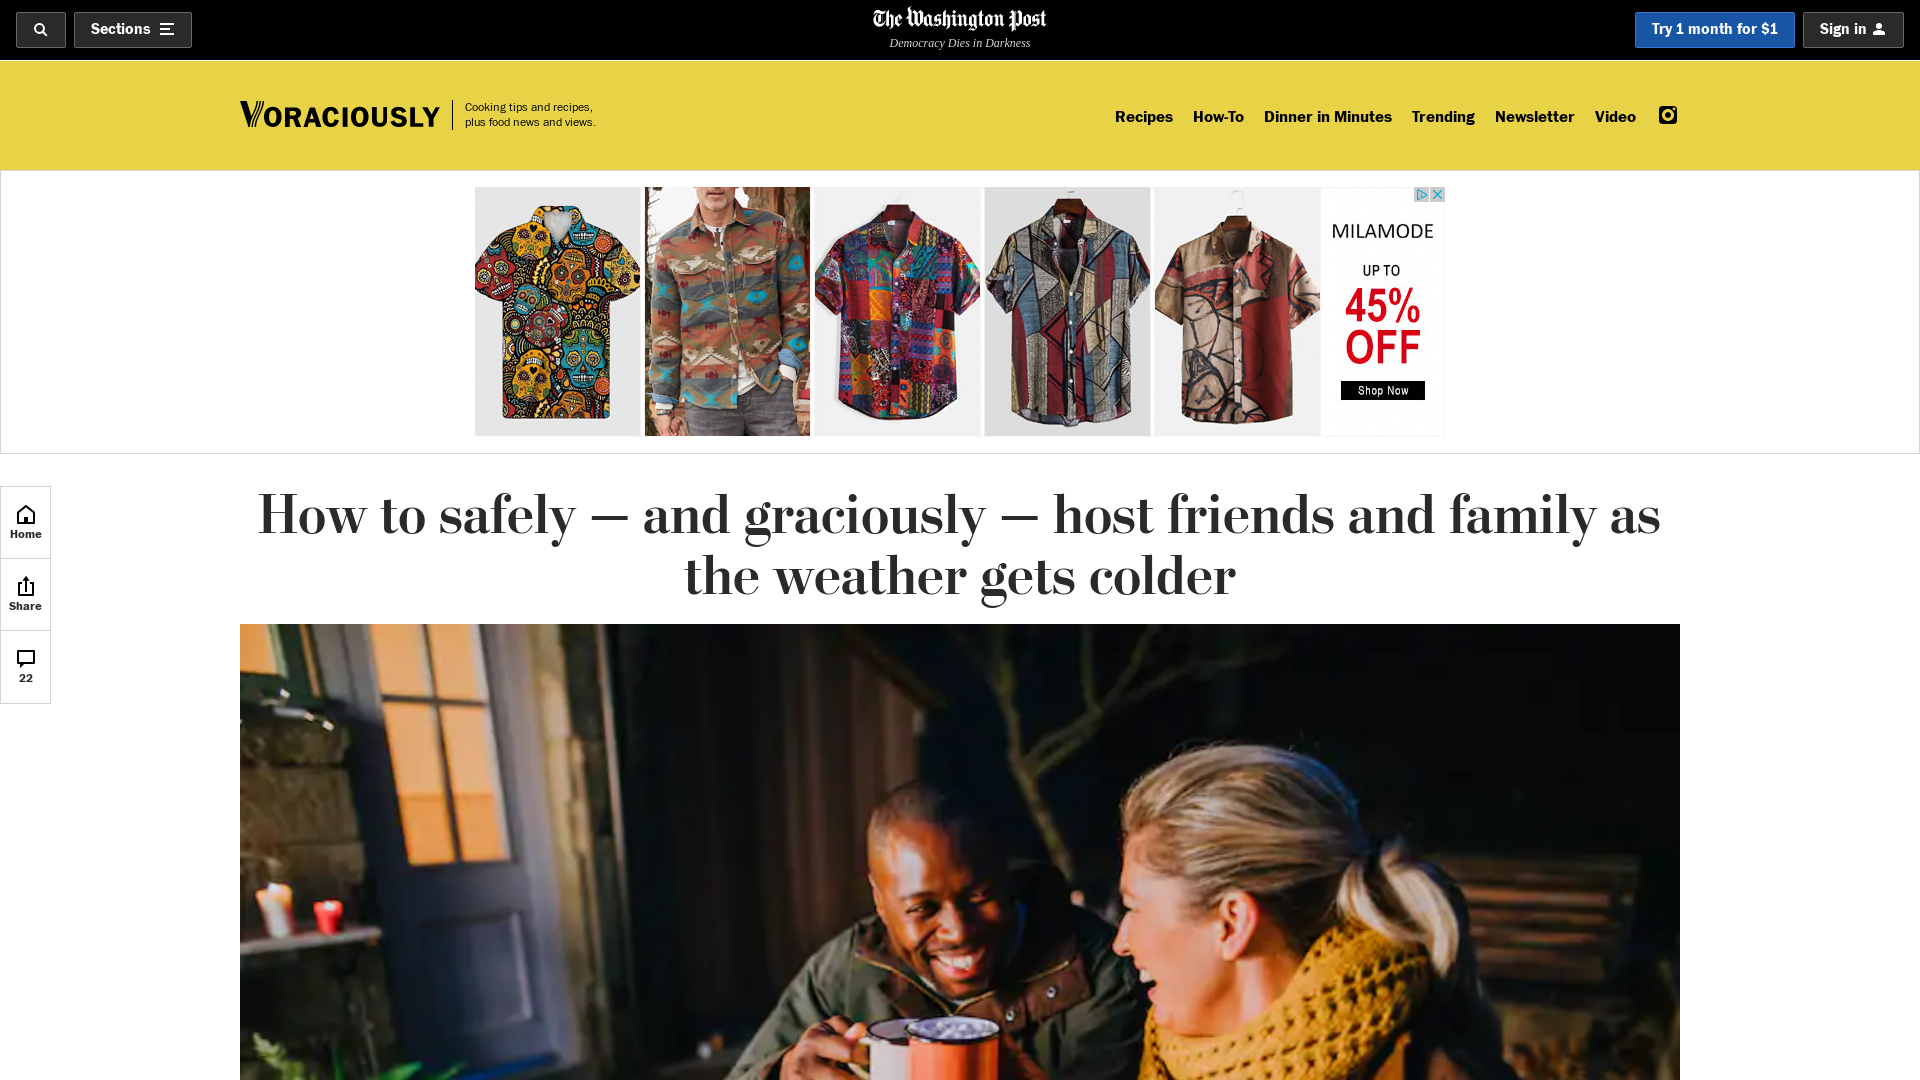 Sections
The Washington Post
Democracy Dies in Darkness
Try 1 month for $1
Sign in
VORACIOUSLY
Cooking tips and recipes,
plus food news and views.
Recipes
How-To
Dinner in Minutes
Trending
Newsletter
Video
MILAMODE
UP TO
45%
OFF
Shop Now
Home
Share
22
How to safely — and graciously — host friends and family as
the weather gets colder